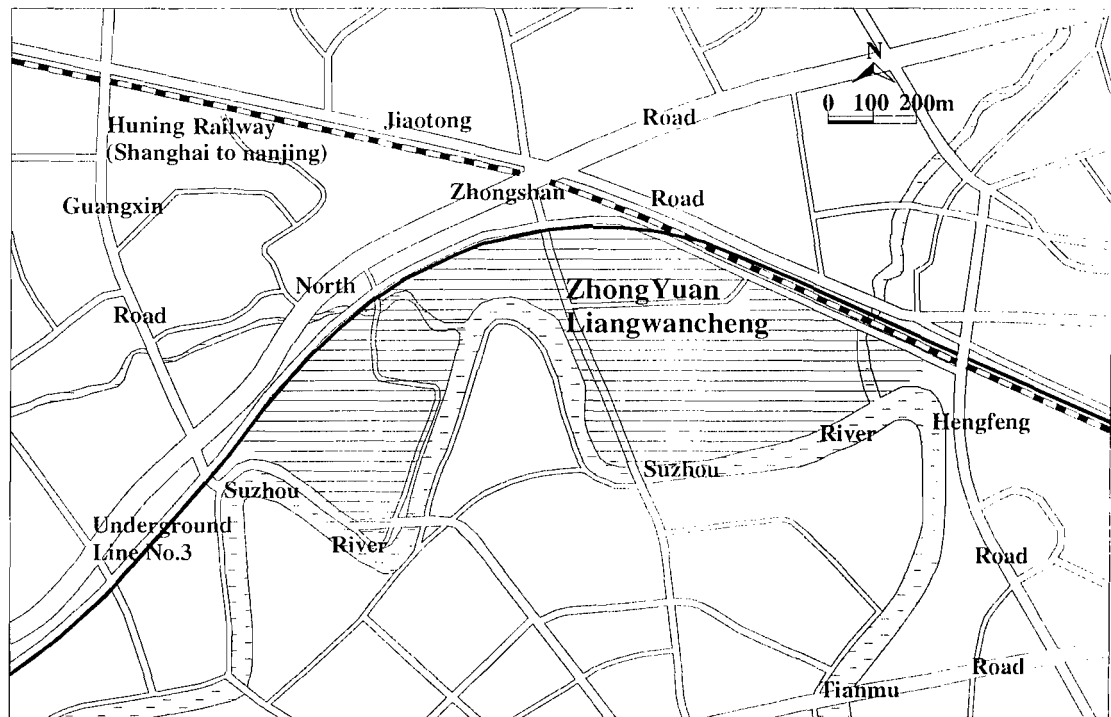 N
0 100 200m
Road
Jiaotong
Huning Railway
(Shanghai to nanjing)
Zhongshan
Road
Guangxin
North
ZhongYuan
Liangwancheng
Road
Hengfeng
River
Suzhou
Suzhou
Underground
Line No.3
River
Road
Road
Tianmu